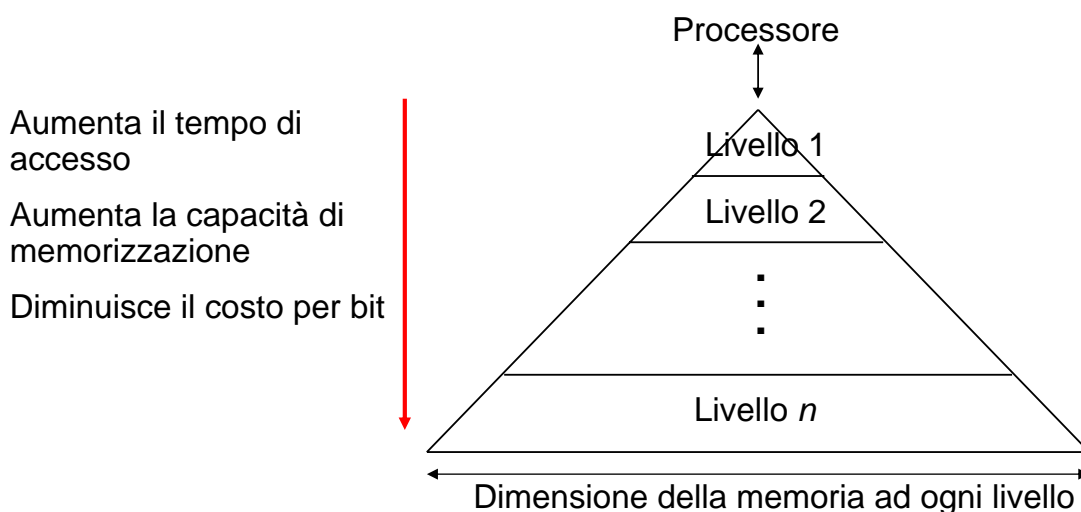 Processore
Aumenta il tempo di
accesso
Aumenta la capacità di
memorizzazione
Diminuisce il costo per bit
Livello 1
Livello 2
Livello n
Dimensione della memoria ad ogni livello